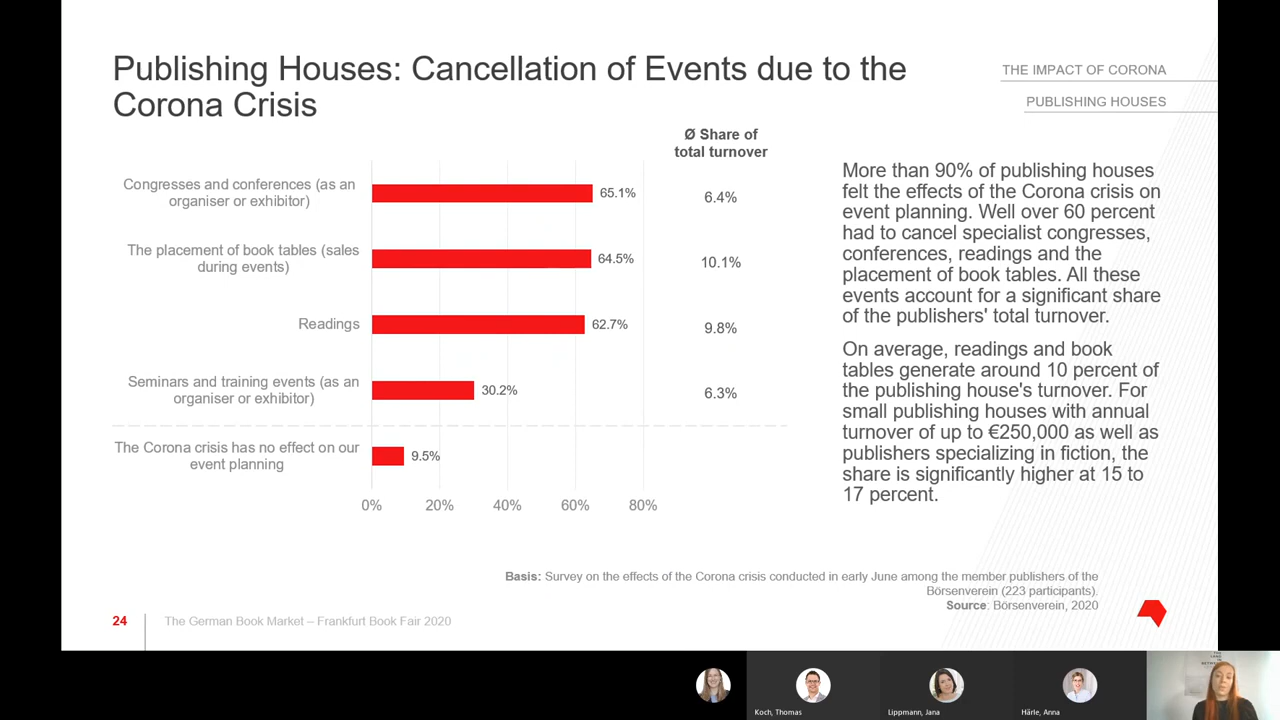 Publishing Houses: Cancellation of Events due to the
Corona Crisis
THE IMPACT OF CORONA
PUBLISHING HOUSES
Ø Share of
total turnover
Congresses and conferences (as an
organiser or exhibitor)
65.1%
6.4%
The placement of book tables (sales
during events)
64.5%
10.1%
Readings
62.7%
9.8%
Seminars and training events (as an
organiser or exhibitor)
30.2%
6.3%
The Corona crisis has no effect on our
event planning
9.5%
0%
20%
40%
60%
80%
More than 90% of publishing houses
felt the effects of the Corona crisis on
event planning. Well over 60 percent
had to cancel specialist congresses,
conferences, readings and the
placement of book tables. All these
events account for a significant share
of the publishers' total turnover.
On average, readings and book
tables generate around 10 percent of
the publishing house's turnover. For
small publishing houses with annual
turnover of up to €250,000 as well as
publishers specializing in fiction, the
share is significantly higher at 15 to
17 percent.
Basis: Survey on the effects of the Corona crisis conducted in early June among the member publishers of the
Börsenverein (223 participants).
Source: Börsenverein, 2020
24
The German Book Market – Frankfurt Book Fair 2020
Koch, Thomas
Lippmann, Jana
Härle, Anna